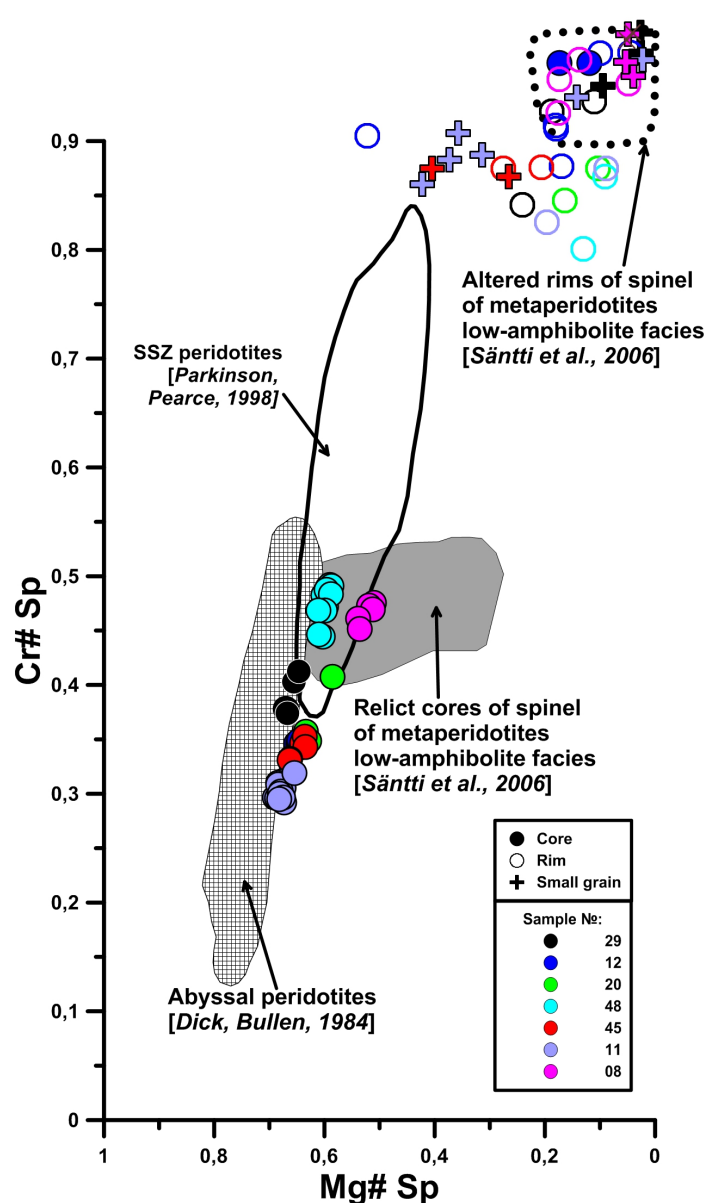 0,9
0,8
0,7
0,6
0,5
0,4
0,3
0,2
0,1
0
Cr# Sp
Altered rims of spinel
of metaperidotites
low-amphibolite facies
[Säntti et al., 2006]
SSZ peridotites
[Parkinson,
Pearce, 1998]
Relict cores of spinel
of metaperidotites
low-amphibolite facies
[Säntti et al., 2006]
Abyssal peridotites
[Dick, Bullen, 1984]
Core
Rim
Small grain
Sample №:
29
12
20
48
45
11
08
1 0,8 0,6 0,4 0,2 0
Mg# Sp